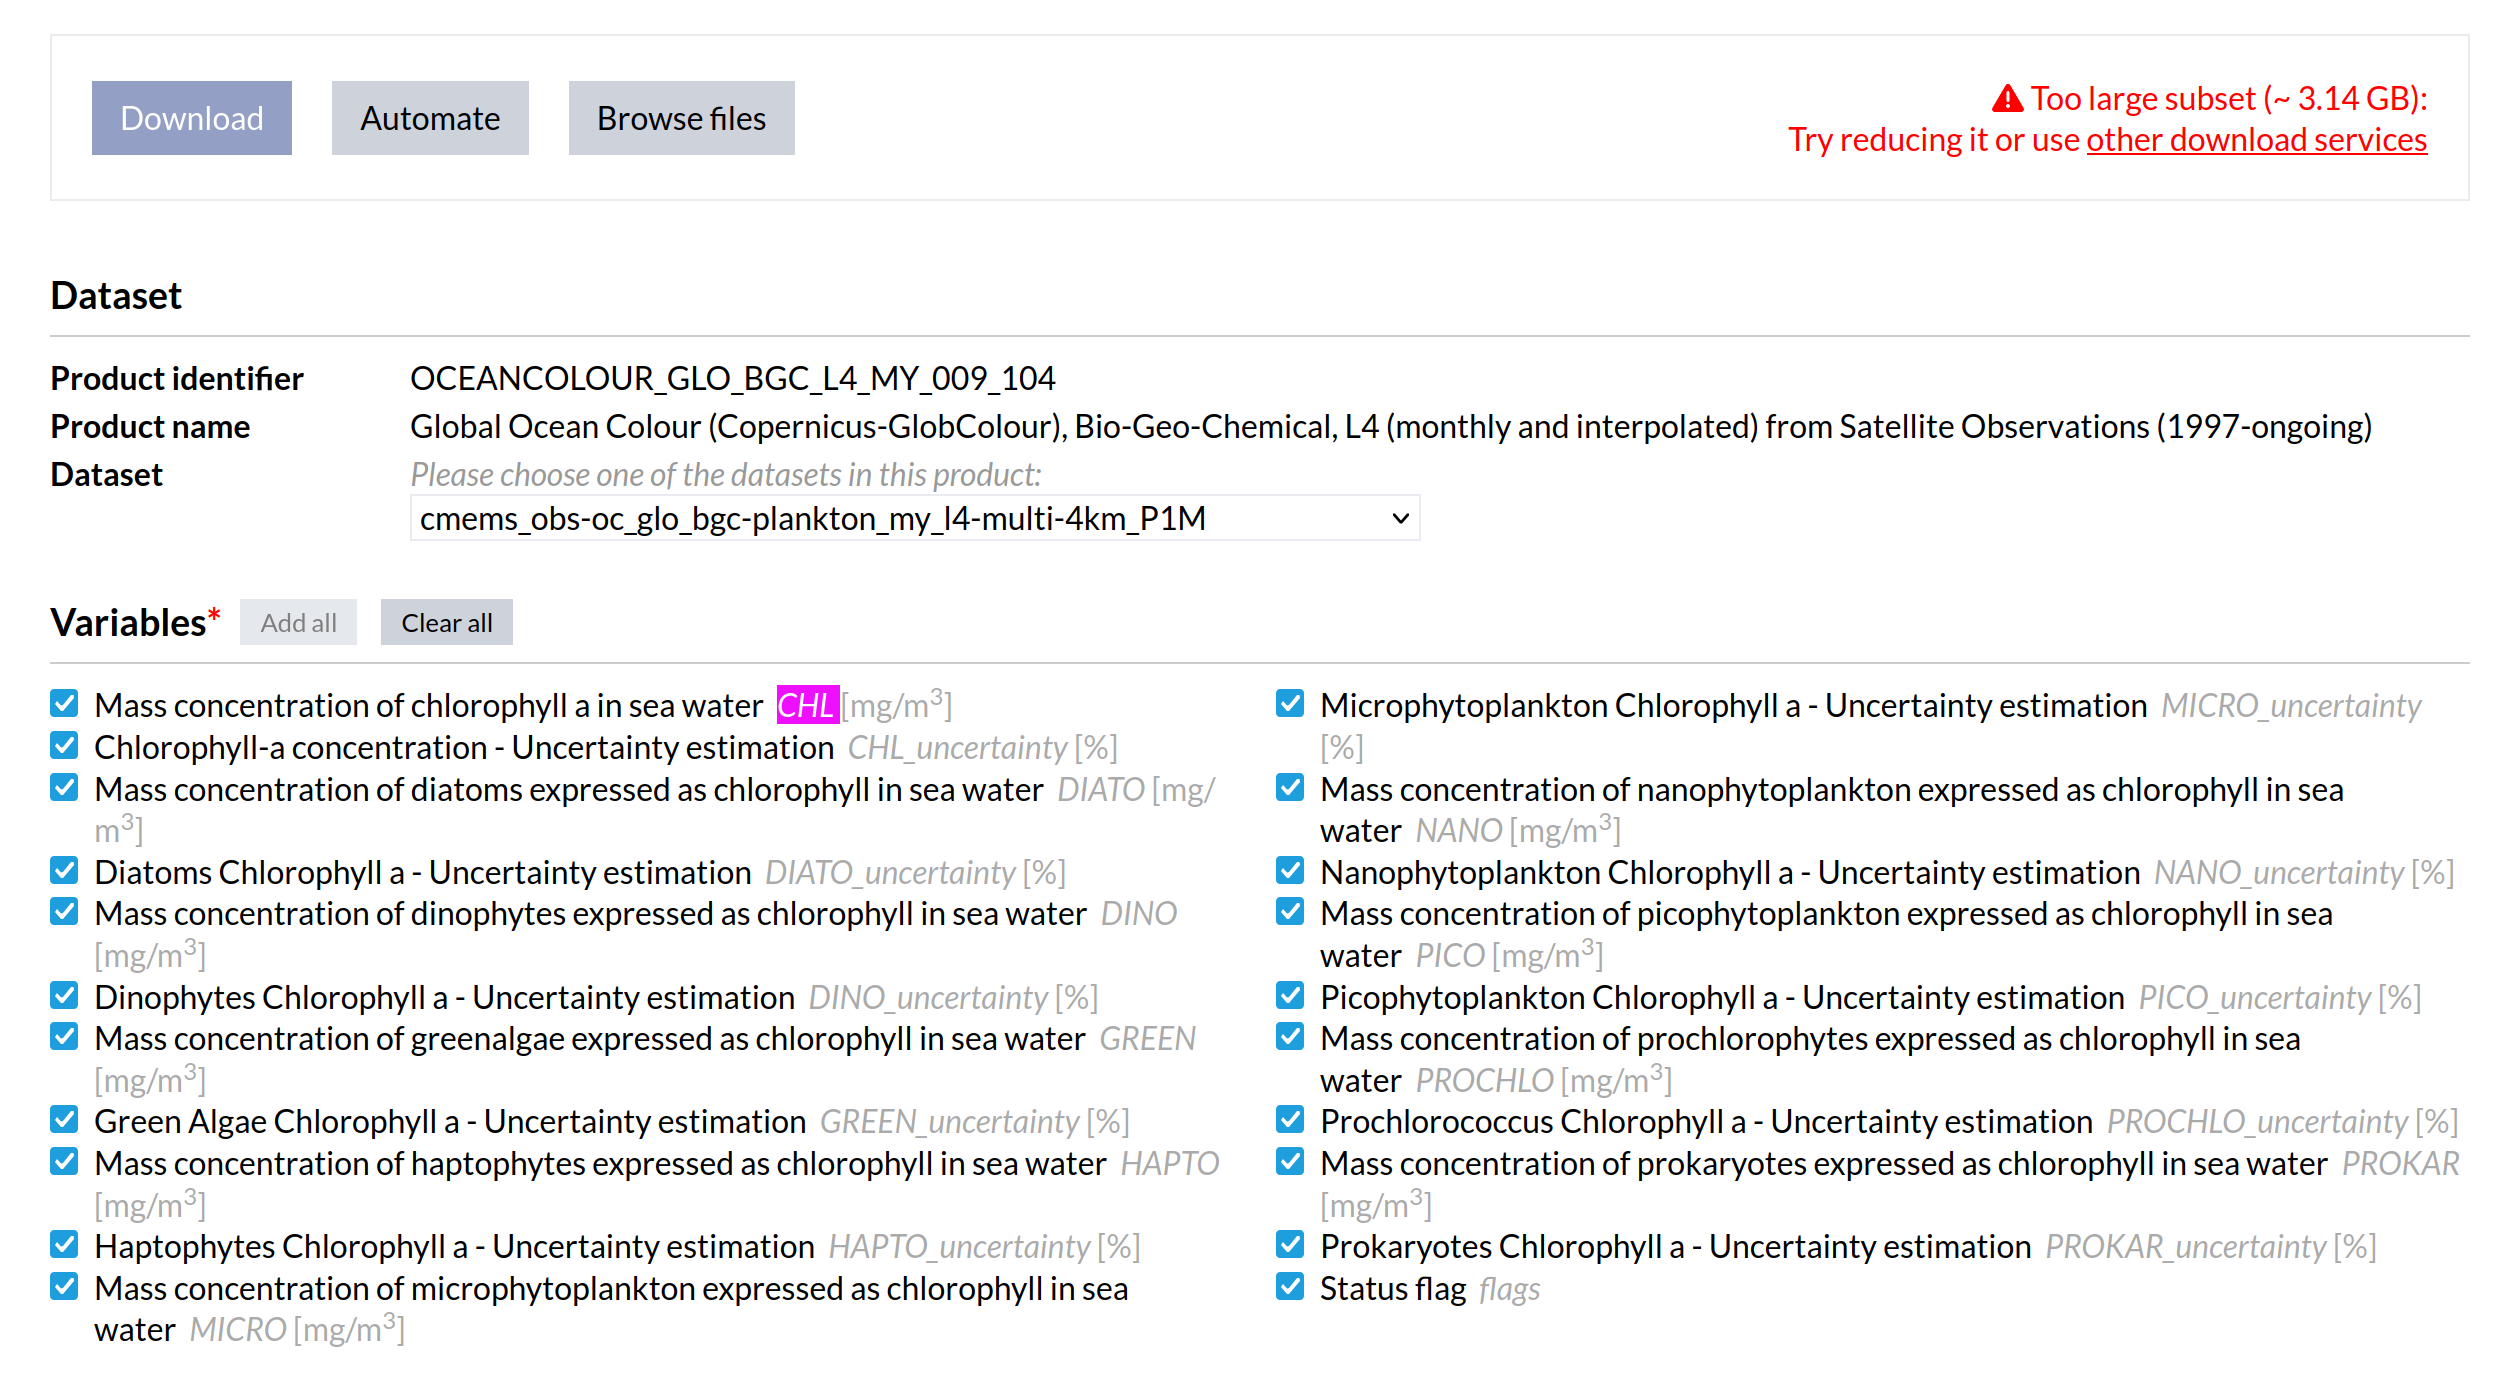 Download
Automate
Browse files
Too large subset (~ 3.14 GB):
Try reducing it or use other download services
Dataset
Product identifier OCEANCOLOUR_GLO_BGC_L4_MY_009_104
Product name Global Ocean Colour (Copernicus-GlobColour), Bio-Geo-Chemical, L4 (monthly and interpolated) from Satellite Observations (1997-ongoing)
Dataset Please choose one of the datasets in this product:
cmems_obs-oc_glo_bgc-plankton_my_l4-multi-4km_P1M
Variables* Add all Clear all
Mass concentration of chlorophyll a in sea water CHL [mg/m³]
Chlorophyll-a concentration - Uncertainty estimation CHL_uncertainty [%]
Mass concentration of diatoms expressed as chlorophyll in sea water DIATO [mg/
m³]
Diatoms Chlorophyll a - Uncertainty estimation DIATO_uncertainty [%]
Mass concentration of dinophytes expressed as chlorophyll in sea water DINO
[mg/m³]
Dinophytes Chlorophyll a - Uncertainty estimation DINO_uncertainty [%]
Mass concentration of greenalgae expressed as chlorophyll in sea water GREEN
[mg/m³]
Green Algae Chlorophyll a - Uncertainty estimation GREEN_uncertainty [%]
Mass concentration of haptophytes expressed as chlorophyll in sea water HAPTO
[mg/m³]
Haptophytes Chlorophyll a - Uncertainty estimation HAPTO_uncertainty [%]
Mass concentration of microphytoplankton expressed as chlorophyll in sea
water MICRO [mg/m³]
Microphytoplankton Chlorophyll a - Uncertainty estimation MICRO_uncertainty
[%]
Mass concentration of nanophytoplankton expressed as chlorophyll in sea
water NANO [mg/m³]
Nanophytoplankton Chlorophyll a - Uncertainty estimation NANO_uncertainty [%]
Mass concentration of picophytoplankton expressed as chlorophyll in sea
water PICO [mg/m³]
Picophytoplankton Chlorophyll a - Uncertainty estimation PICO_uncertainty [%]
Mass concentration of prochlorophytes expressed as chlorophyll in sea
water PROCHLO [mg/m³]
Prochlorococcus Chlorophyll a - Uncertainty estimation PROCHLO_uncertainty [%]
Mass concentration of prokaryotes expressed as chlorophyll in sea water PROKAR
[mg/m³]
Prokaryotes Chlorophyll a - Uncertainty estimation PROKAR_uncertainty [%]
Status flag flags